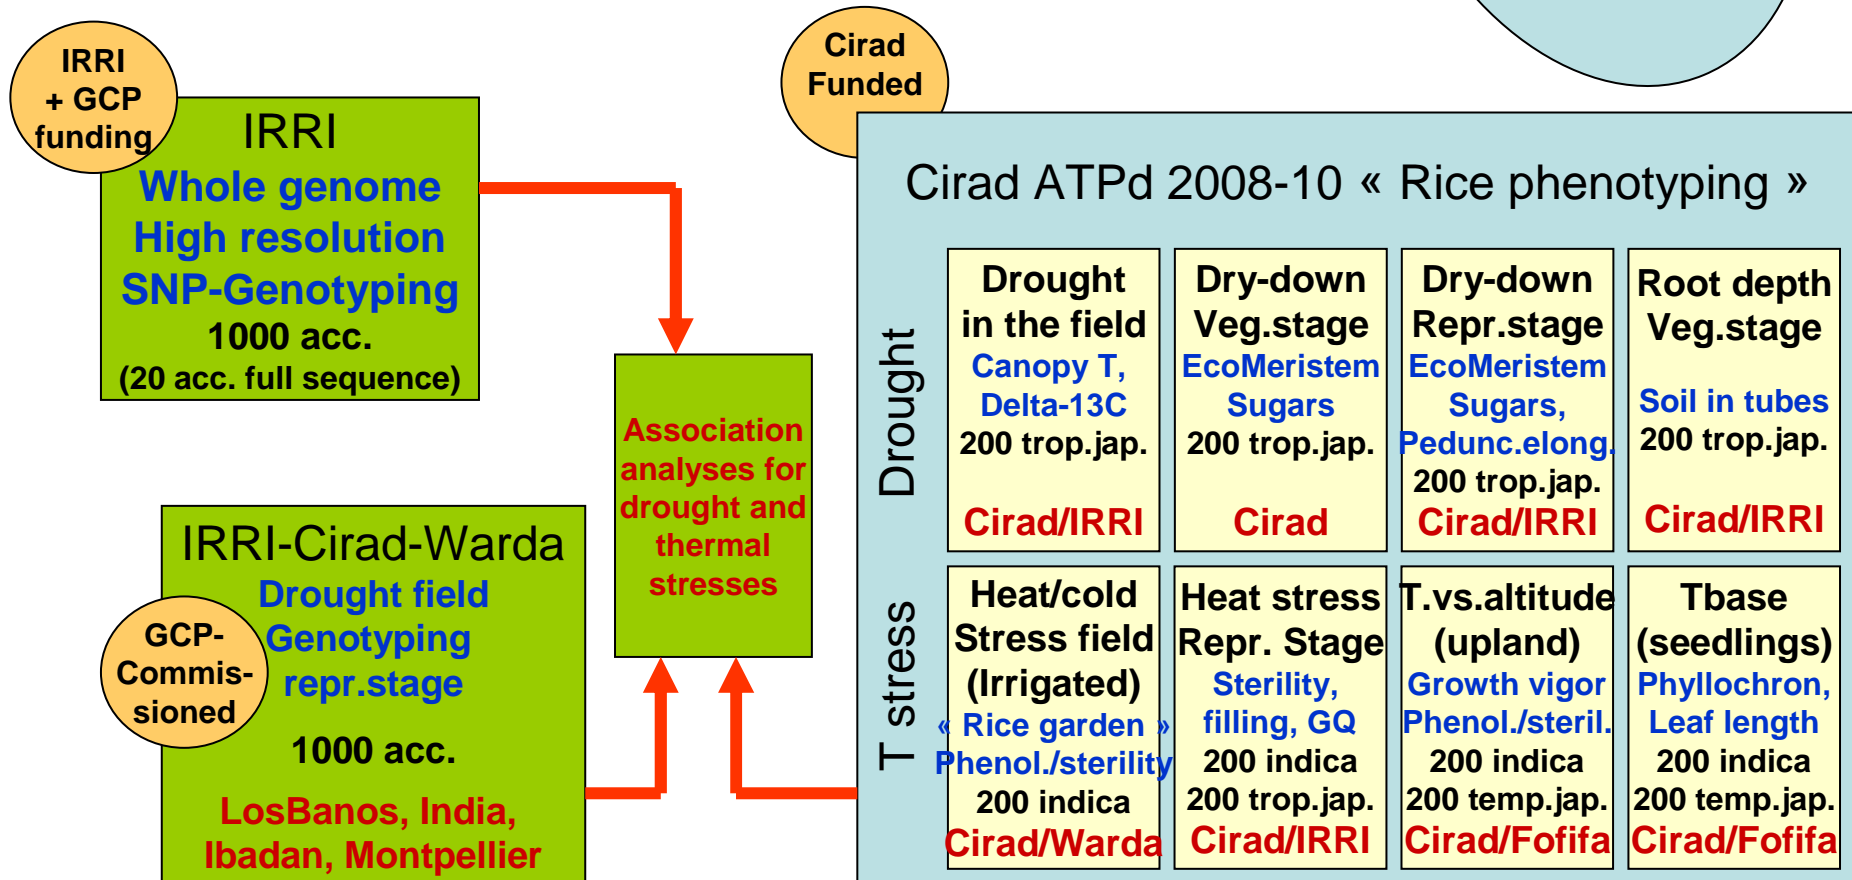 IRRI
+ GCP
funding
IRRI
Whole genome
High resolution
SNP-Genotyping
1000 acc.
(20 acc. full sequence)
IRRI-Cirad-Warda
Drought field
Genotyping
repr.stage
1000 acc.
LosBanos, India,
Ibadan, Montpellier
GCP-
Commis-
sioned
Association
analyses for
drought and
thermal
stresses
Cirad
Funded
Cirad ATPd 2008-10 « Rice phenotyping »
Drought
Drought
in the field
Canopy T,
Delta-13C
200 trop.jap.
Cirad/IRRI
Dry-down
Veg.stage
EcoMeristem
Sugars
200 trop.jap.
Cirad
Dry-down
Repr.stage
EcoMeristem
Sugars,
Pedunc.elong.
200 trop.jap.
Cirad/IRRI
Root depth
Veg.stage
Soil in tubes
200 trop.jap.
Cirad/IRRI
T stress
Heat/cold
Stress field
(Irrigated)
« Rice garden »
Phenol./sterility
200 indica
Cirad/Warda
Heat stress
Repr. Stage
Sterility,
filling, GQ
200 indica
200 trop.jap.
Cirad/IRRI
T.vs.altitude
(upland)
Growth vigor
Phenol./steril.
200 indica
200 temp.jap.
Cirad/Fofifa
Tbase
(seedlings)
Phyllochron,
Leaf length
200 indica
200 temp.jap.
Cirad/Fofifa